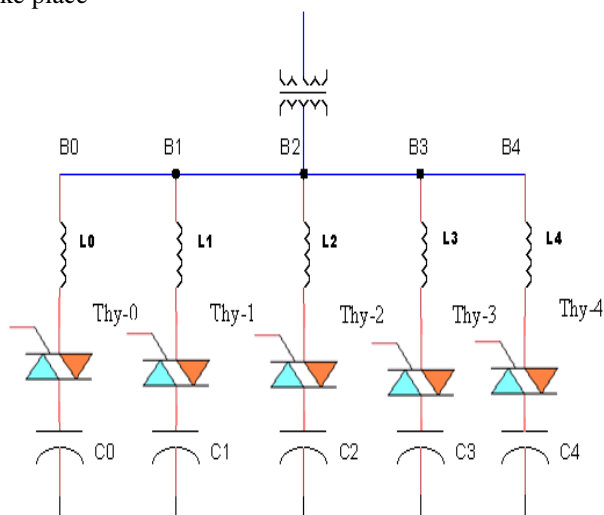 ke place
B0 B1 B2 B3 B4
L0 L1 L2 L3 L4
Thy-0 Thy-1 Thy-2 Thy-3 Thy-4
C0 C1 C2 C3 C4